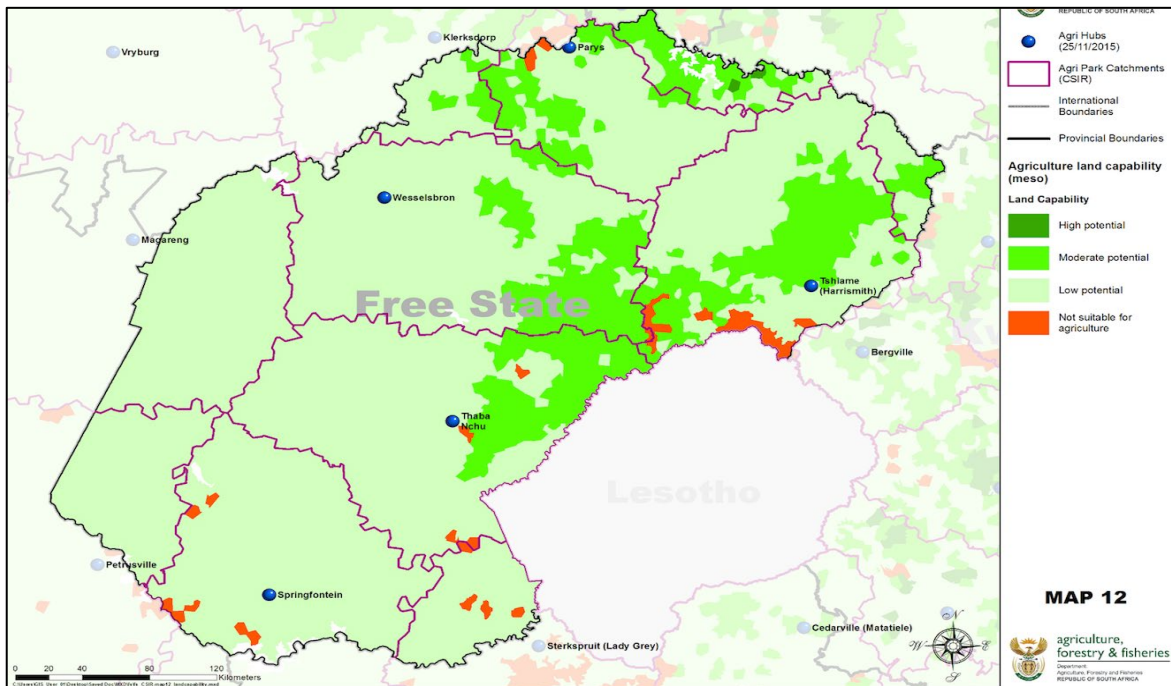 REPUBLIC OF SOUTH AFRICA
Agri Hubs
(25/11/2015)
Agri Park Catchments
(CSIR)
International
Boundaries
Provincial Boundaries
Agriculture land capability
(meso)
Land Capability
High potential
Moderate potential
Low potential
Not suitable for
agriculture
Klerksdorp
Parys
Vryburg
Wesselsbron
Magareng
Free State
Tshiame
(Harrismith)
Bergville
Thaba
Nchu
Lesotho
Petrusville
Springfontein
Sterkspruit (Lady Grey)
Cedarville (Matatiele)
N
W
E
S
0 20 40 80 120
Kilometers
MAP 12
agriculture,
forestry & fisheries
Department:
Agriculture, Forestry and Fisheries
REPUBLIC OF SOUTH AFRICA